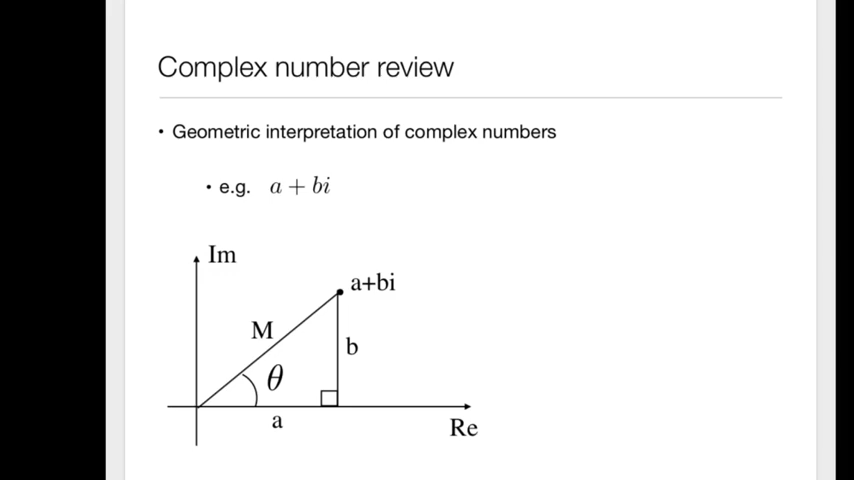 Complex number review
• Geometric interpretation of complex numbers
• e.g. a + bi
Im
a+bi
M
b
θ
a
Re